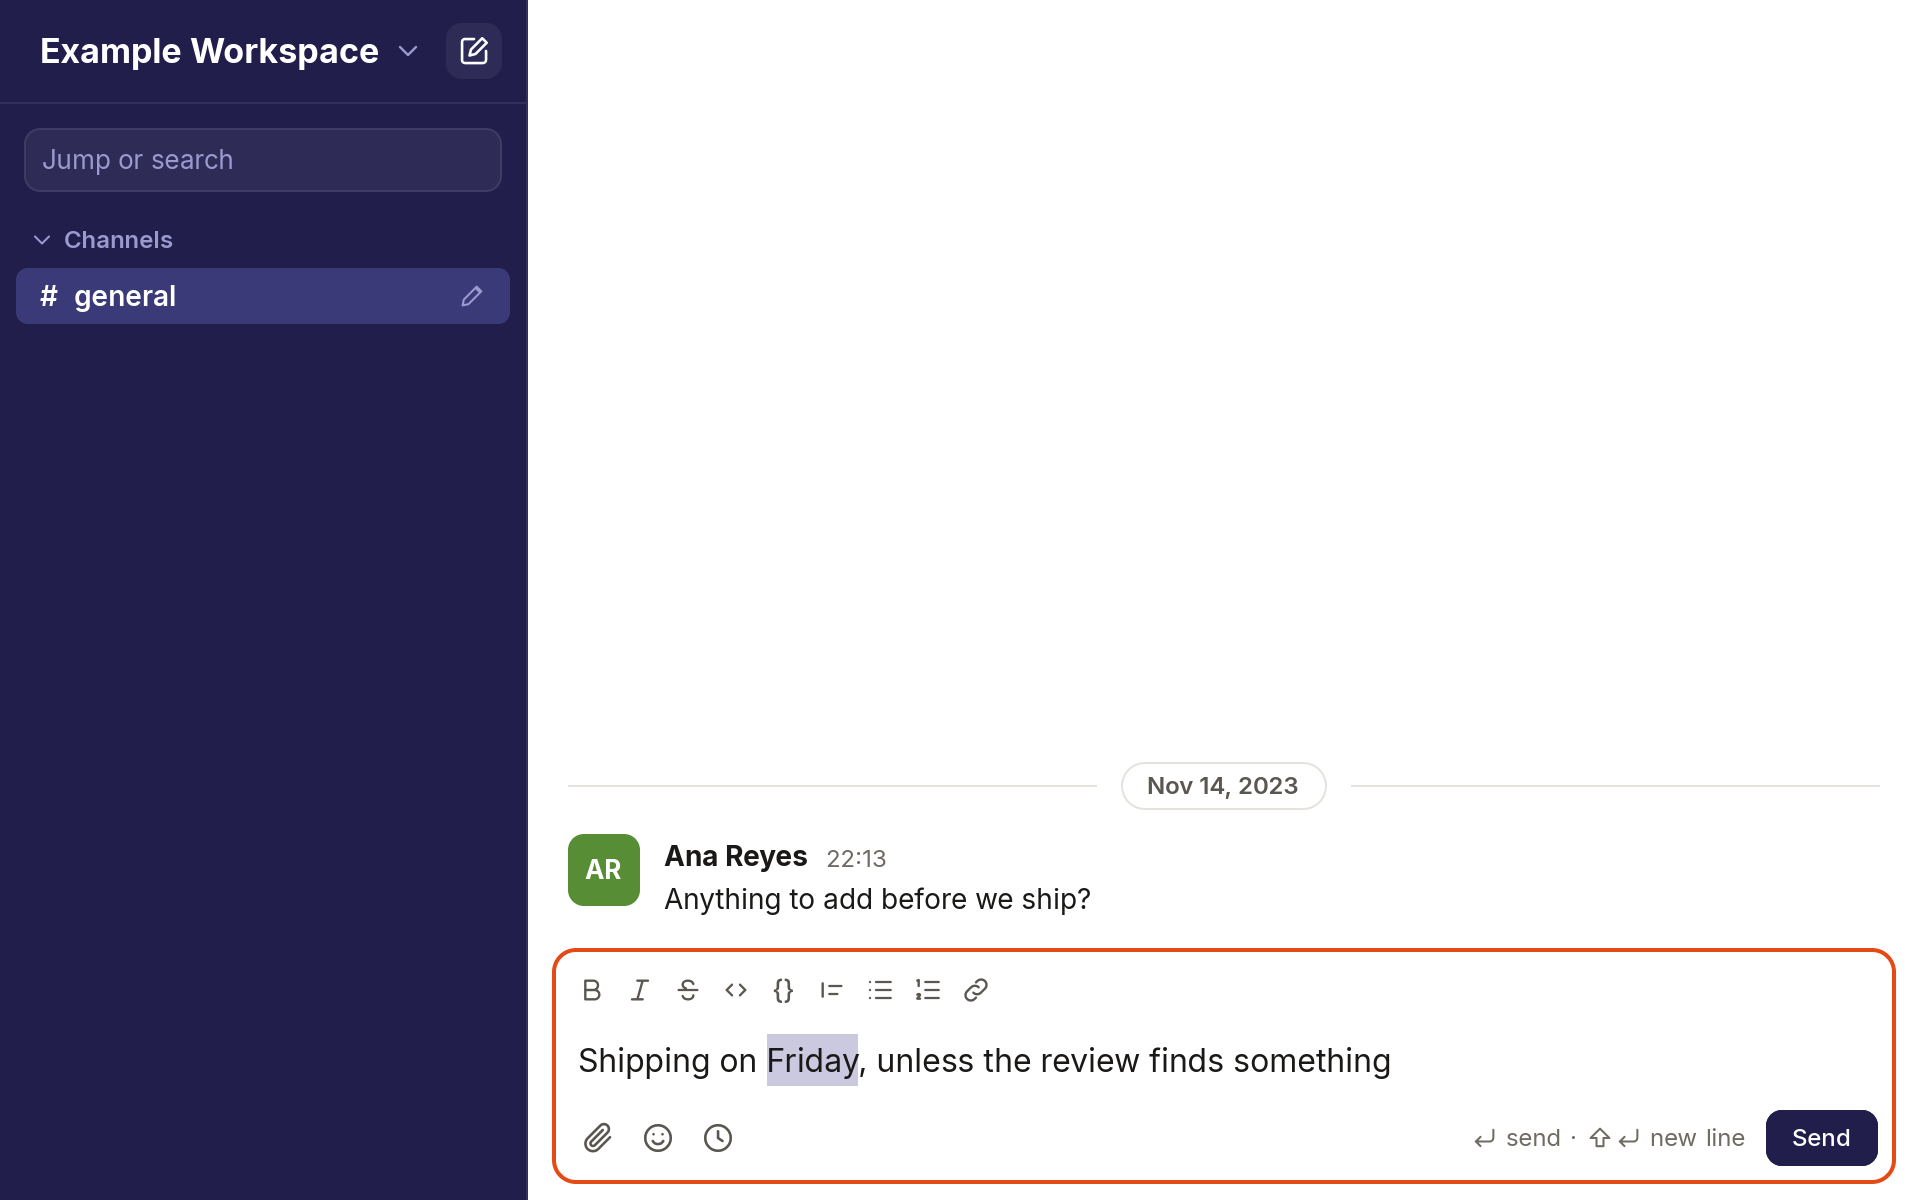 Example Workspace
Jump or search
Channels
# general
Nov 14, 2023
AR
Ana Reyes 22:13
Anything to add before we ship?
Shipping on Friday, unless the review finds something
send · new line
Send